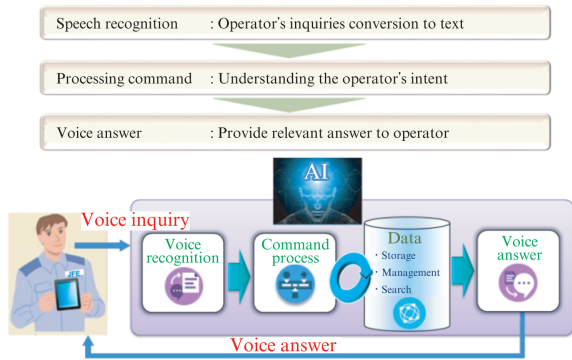 Speech recognition : Operator's inquiries conversion to text
Processing command : Understanding the operator's intent
Voice answer : Provide relevant answer to operator
AI
Voice inquiry
JFE
Voice recognition
Command process
Data
・Storage
・Management
・Search
Voice answer
Voice answer